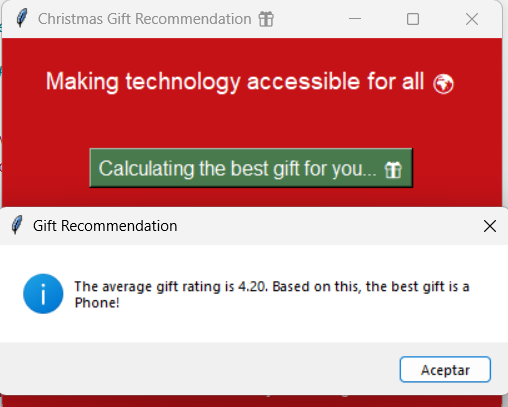 Christmas Gift Recommendation 🎁
Making technology accessible for all 🌍
Calculating the best gift for you... 🎁
Gift Recommendation
The average gift rating is 4.20. Based on this, the best gift is a
Phone!
Aceptar